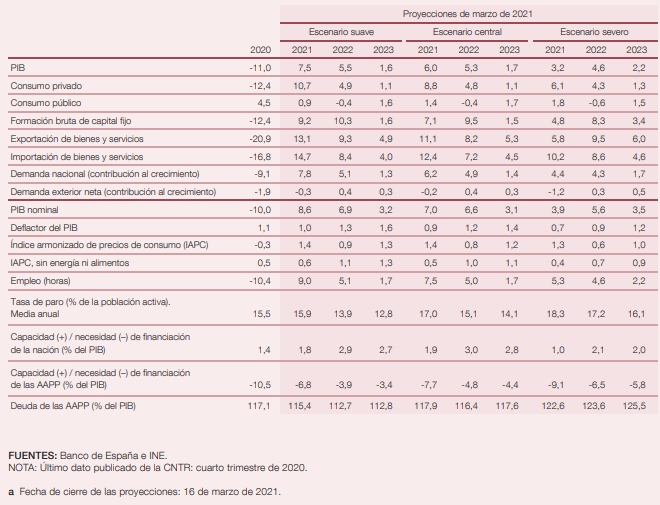 Proyecciones de marzo de 2021
Escenario suave Escenario central Escenario severo
2020 2021 2022 2023 2021 2022 2023 2021 2022 2023
PIB -11,0 7,5 5,5 1,6 6,0 5,3 1,7 3,2 4,6 2,2
Consumo privado -12,4 10,7 4,9 1,1 8,8 4,8 1,1 6,1 4,3 1,3
Consumo público 4,5 0,9 -0,4 1,6 1,4 -0,4 1,7 1,8 -0,6 1,5
Formación bruta de capital fijo -12,4 9,2 10,3 1,6 7,1 9,5 1,5 4,8 8,3 3,4
Exportación de bienes y servicios -20,9 13,1 9,3 4,9 11,1 8,2 5,3 5,8 9,5 6,0
Importación de bienes y servicios -16,8 14,7 8,4 4,0 12,4 7,2 4,5 10,2 8,6 4,6
Demanda nacional (contribución al crecimiento) -9,1 7,8 5,1 1,3 6,2 4,9 1,4 4,4 4,3 1,7
Demanda exterior neta (contribución al crecimiento) -1,9 -0,3 0,4 0,3 -0,2 0,4 0,3 -1,2 0,3 0,5
PIB nominal -10,0 8,6 6,9 3,2 7,0 6,6 3,1 3,9 5,6 3,5
Deflactor del PIB 1,1 1,0 1,3 1,6 0,9 1,2 1,4 0,7 0,9 1,2
Índice armonizado de precios de consumo (IAPC) -0,3 1,4 0,9 1,3 1,4 0,8 1,2 1,3 0,6 1,0
IAPC, sin energía ni alimentos 0,5 0,6 1,1 1,3 0,5 1,0 1,1 0,4 0,7 0,9
Empleo (horas) -10,4 9,0 5,1 1,7 7,5 5,0 1,7 5,3 4,6 2,2
Tasa de paro (% de la población activa).
Media anual 15,5 15,9 13,9 12,8 17,0 15,1 14,1 18,3 17,2 16,1
Capacidad (+) / necesidad (–) de financiación
de la nación (% del PIB) 1,4 1,8 2,9 2,7 1,9 3,0 2,8 1,0 2,1 2,0
Capacidad (+) / necesidad (–) de financiación
de las AAPP (% del PIB) -10,5 -6,8 -3,9 -3,4 -7,7 -4,8 -4,4 -9,1 -6,5 -5,8
Deuda de las AAPP (% del PIB) 117,1 115,4 112,7 112,8 117,9 116,4 117,6 122,6 123,6 125,5
FUENTES: Banco de España e INE.
NOTA: Último dato publicado de la CNTR: cuarto trimestre de 2020.
a Fecha de cierre de las proyecciones: 16 de marzo de 2021.